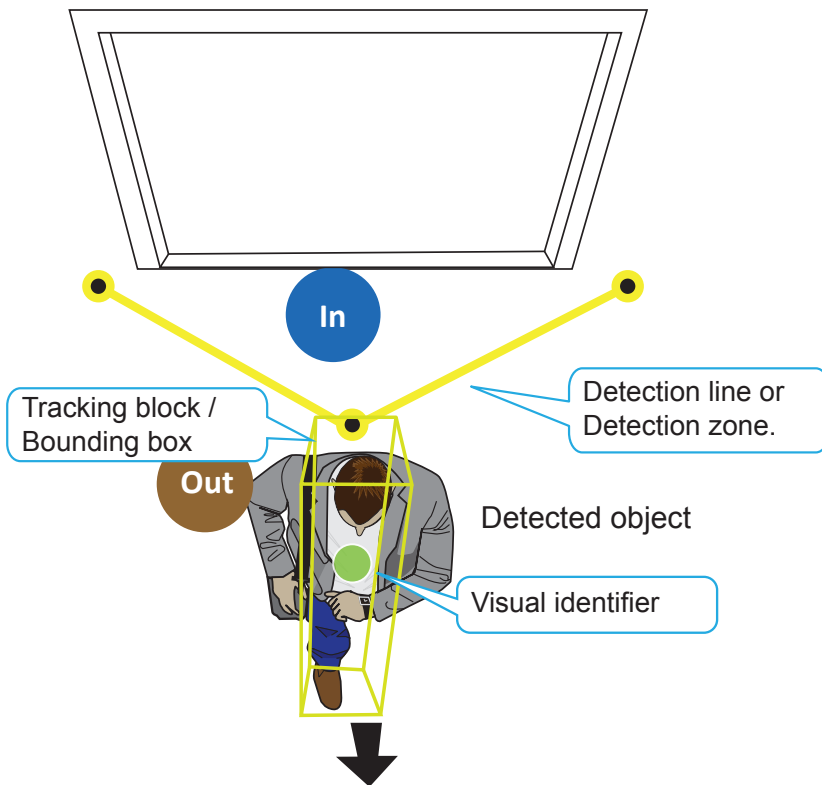 In
Tracking block /
Bounding box
Detection line or
Detection zone.
Out
Detected object
Visual identifier